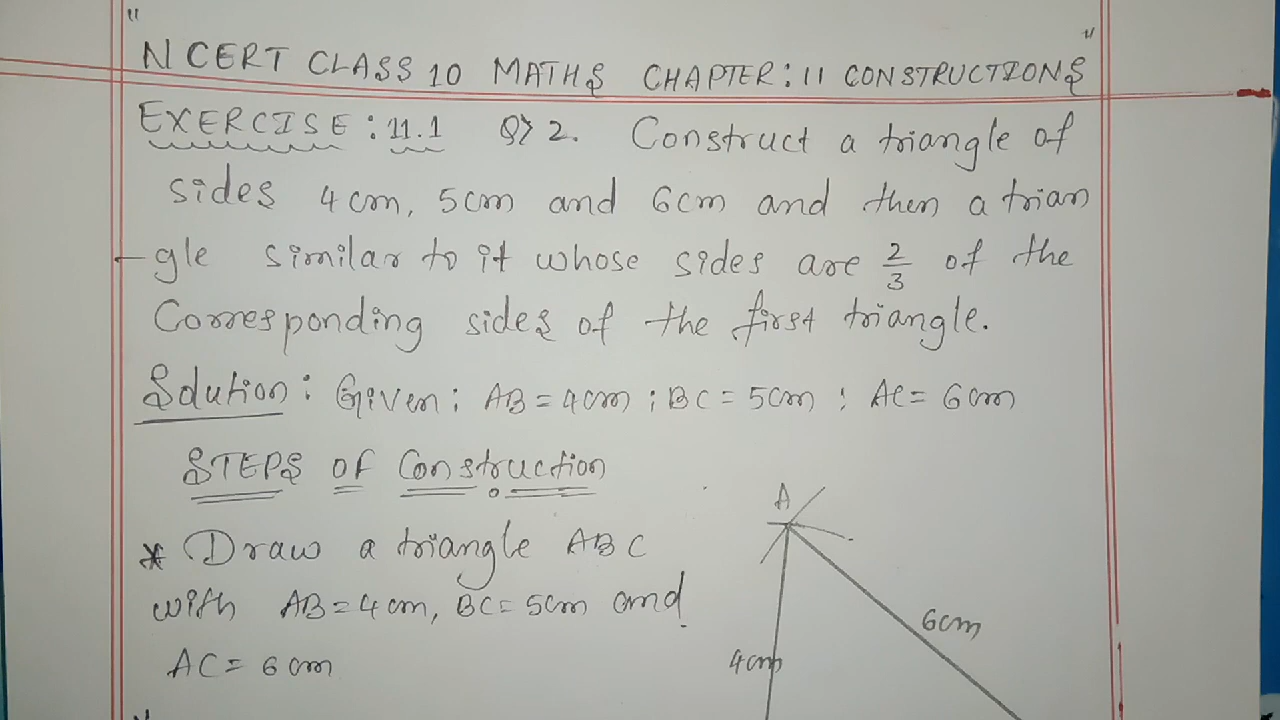 "NCERT CLASS 10 MATHS CHAPTER: 11 CONSTRUCTIONS"
EXERCISE: 11.1 Q> 2. Construct a triangle of
sides 4cm, 5cm and 6cm and then a trian
-gle similar to it whose sides are 2/3 of the
Corresponding sides of the first triangle.
Solution: Given: AB = 4cm ; BC = 5cm ; AC = 6cm
STEPS OF Construction
* Draw a triangle ABC
with AB = 4cm, BC = 5cm and
AC = 6cm
A
6cm
4cm